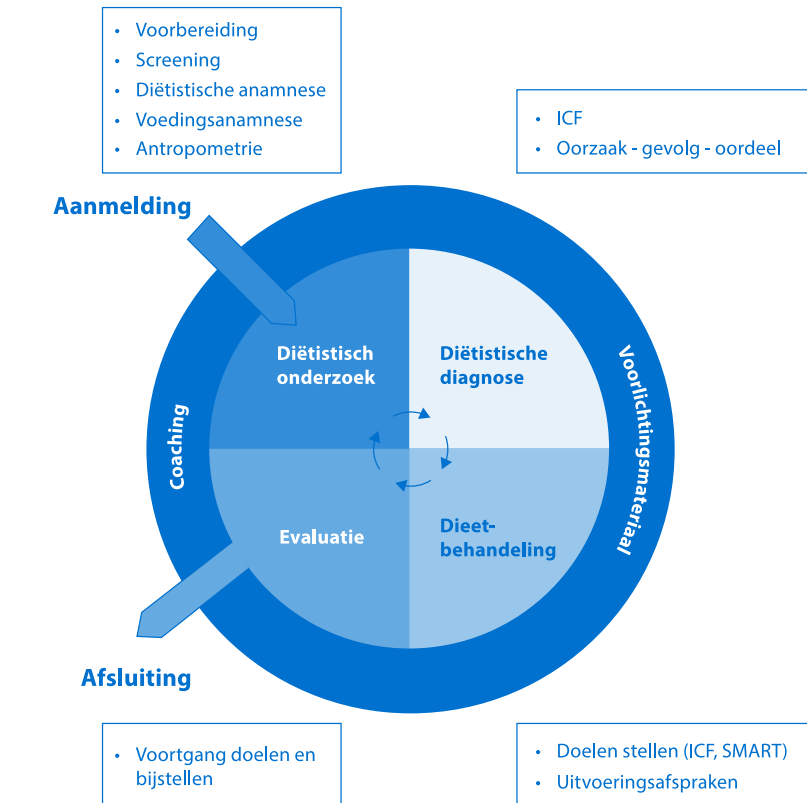 • Voorbereiding
• Screening
• Diëtistische anamnese
• Voedingsanamnese
• Antropometrie
• ICF
• Oorzaak - gevolg - oordeel
Aanmelding
Diëtistisch
onderzoek
Diëtistische
diagnose
Coaching
Voorlichtingsmateriaal
Evaluatie
Dieet-
behandeling
Afsluiting
• Voortgang doelen en
bijstellen
• Doelen stellen (ICF, SMART)
• Uitvoeringsafspraken